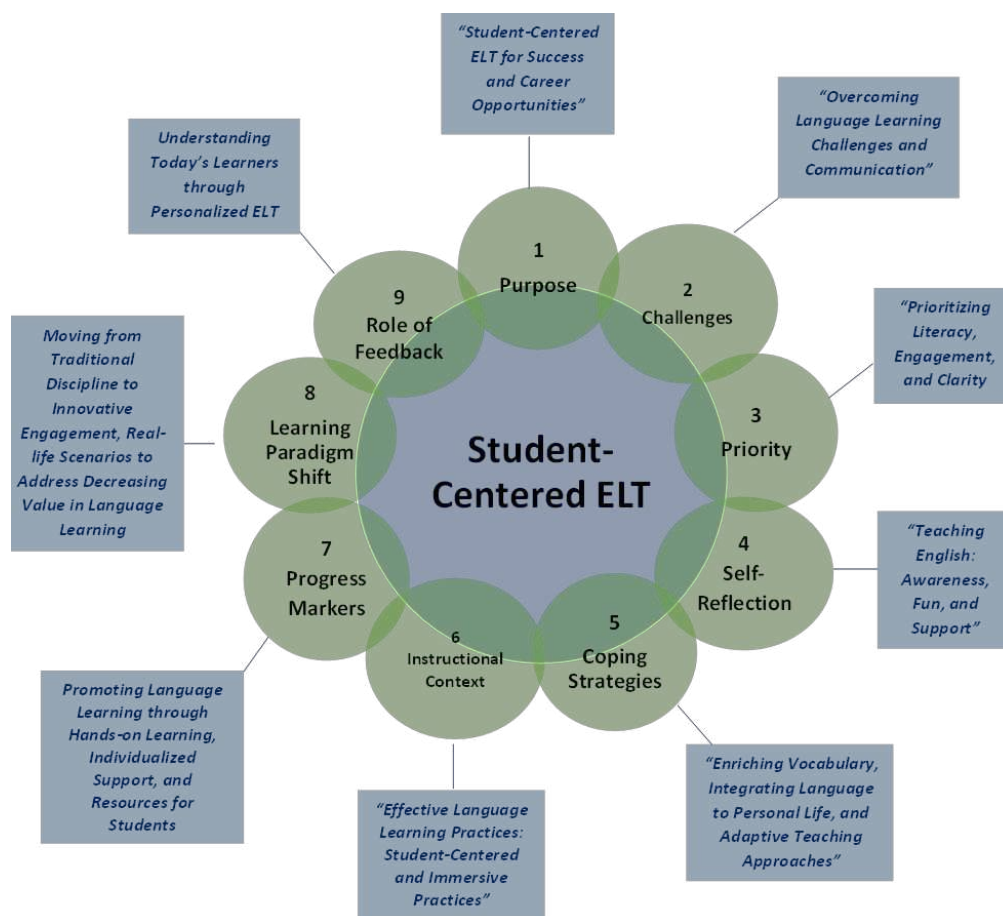 “Student-Centered
ELT for Success
and Career
Opportunities”
“Overcoming
Language Learning
Challenges and
Communication”
Understanding
Today’s Learners
through
Personalized ELT
1
Purpose
2
Challenges
9
Role of
Feedback
“Prioritizing
Literacy,
Engagement,
and Clarity
Moving from
Traditional
Discipline to
Innovative
Engagement, Real-
life Scenarios to
Address Decreasing
Value in Language
Learning
8
Learning
Paradigm
Shift
3
Priority
Student-
Centered ELT
“Teaching
English:
Awareness,
Fun, and
Support”
7
Progress
Markers
4
Self-
Reflection
6
Instructional
Context
5
Coping
Strategies
Promoting Language
Learning through
Hands-on Learning,
Individualized
Support, and
Resources for
Students
“Effective Language
Learning Practices:
Student-Centered
and Immersive
Practices”
“Enriching Vocabulary,
Integrating Language
to Personal Life, and
Adaptive Teaching
Approaches”